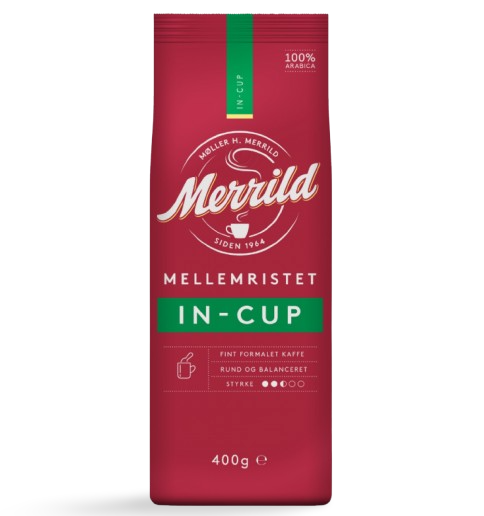 IN-CUP
100%
ARABICA
MØLLER H. MERRILD
Merrild
SIDEN 1964
MELLEMRISTET
IN-CUP
FINT FORMALET KAFFE
RUND OG BALANCERET
STYRKE
400g ℮